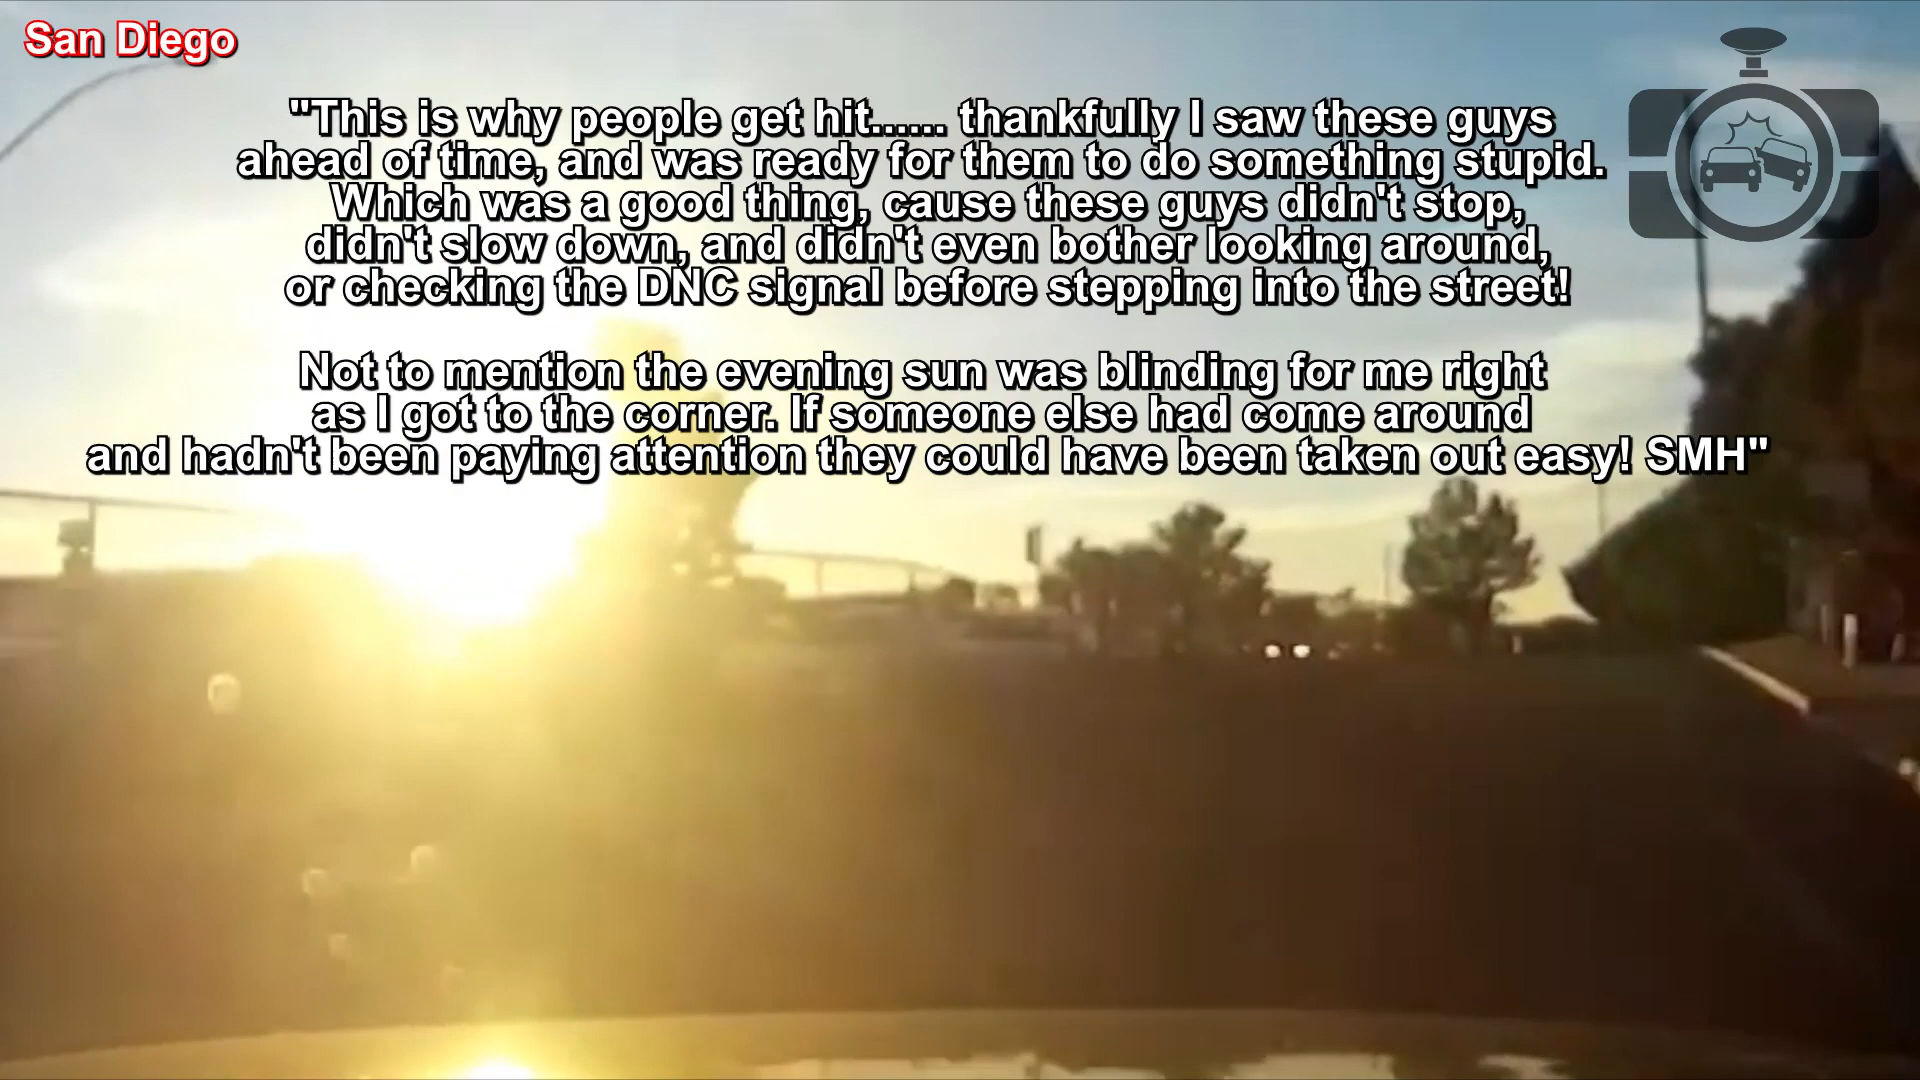 San Diego
"This is why people get hit...... thankfully I saw these guys
ahead of time, and was ready for them to do something stupid.
Which was a good thing, cause these guys didn't stop,
didn't slow down, and didn't even bother looking around,
or checking the DNC signal before stepping into the street!
Not to mention the evening sun was blinding for me right
as I got to the corner. If someone else had come around
and hadn't been paying attention they could have been taken out easy! SMH"